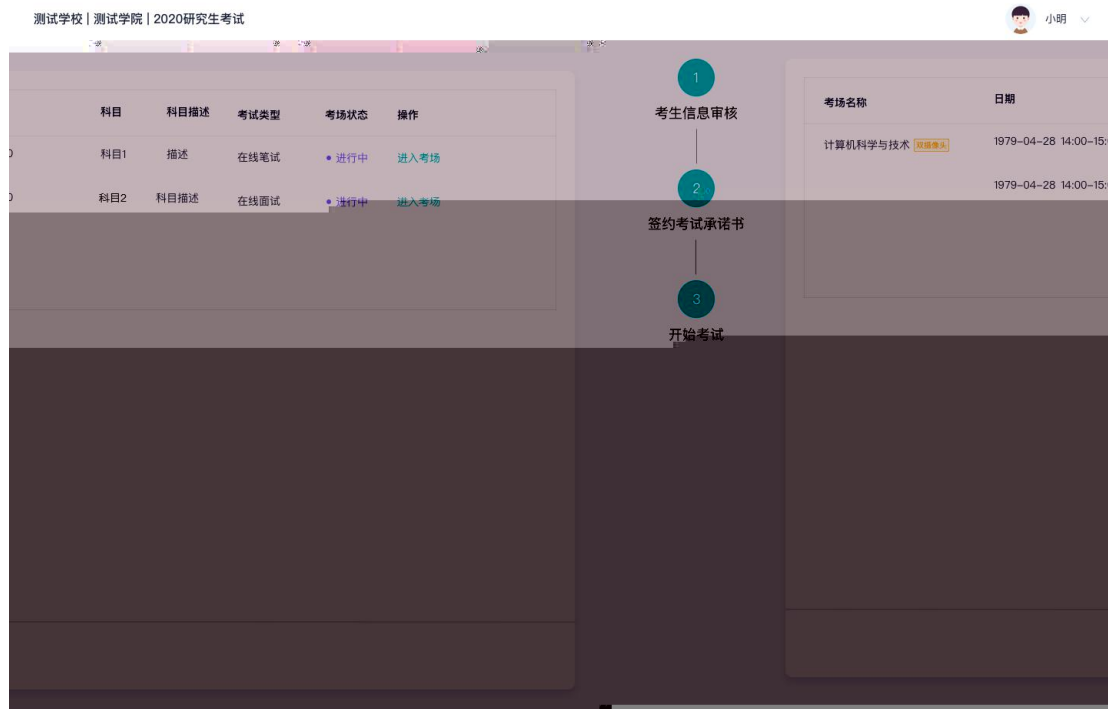 测试学校 | 测试学院 | 2020研究生考试
小明
科目 科目描述 考试类型 考场状态 操作
科目1 描述 在线笔试 进行中 进入考场
科目2 科目描述 在线面试 进行中 进入考场
1
考生信息审核
2
签约考试承诺书
3
开始考试
考场名称 日期
计算机科学与技术 双摄像头 1979-04-28 14:00-15:
1979-04-28 14:00-15: